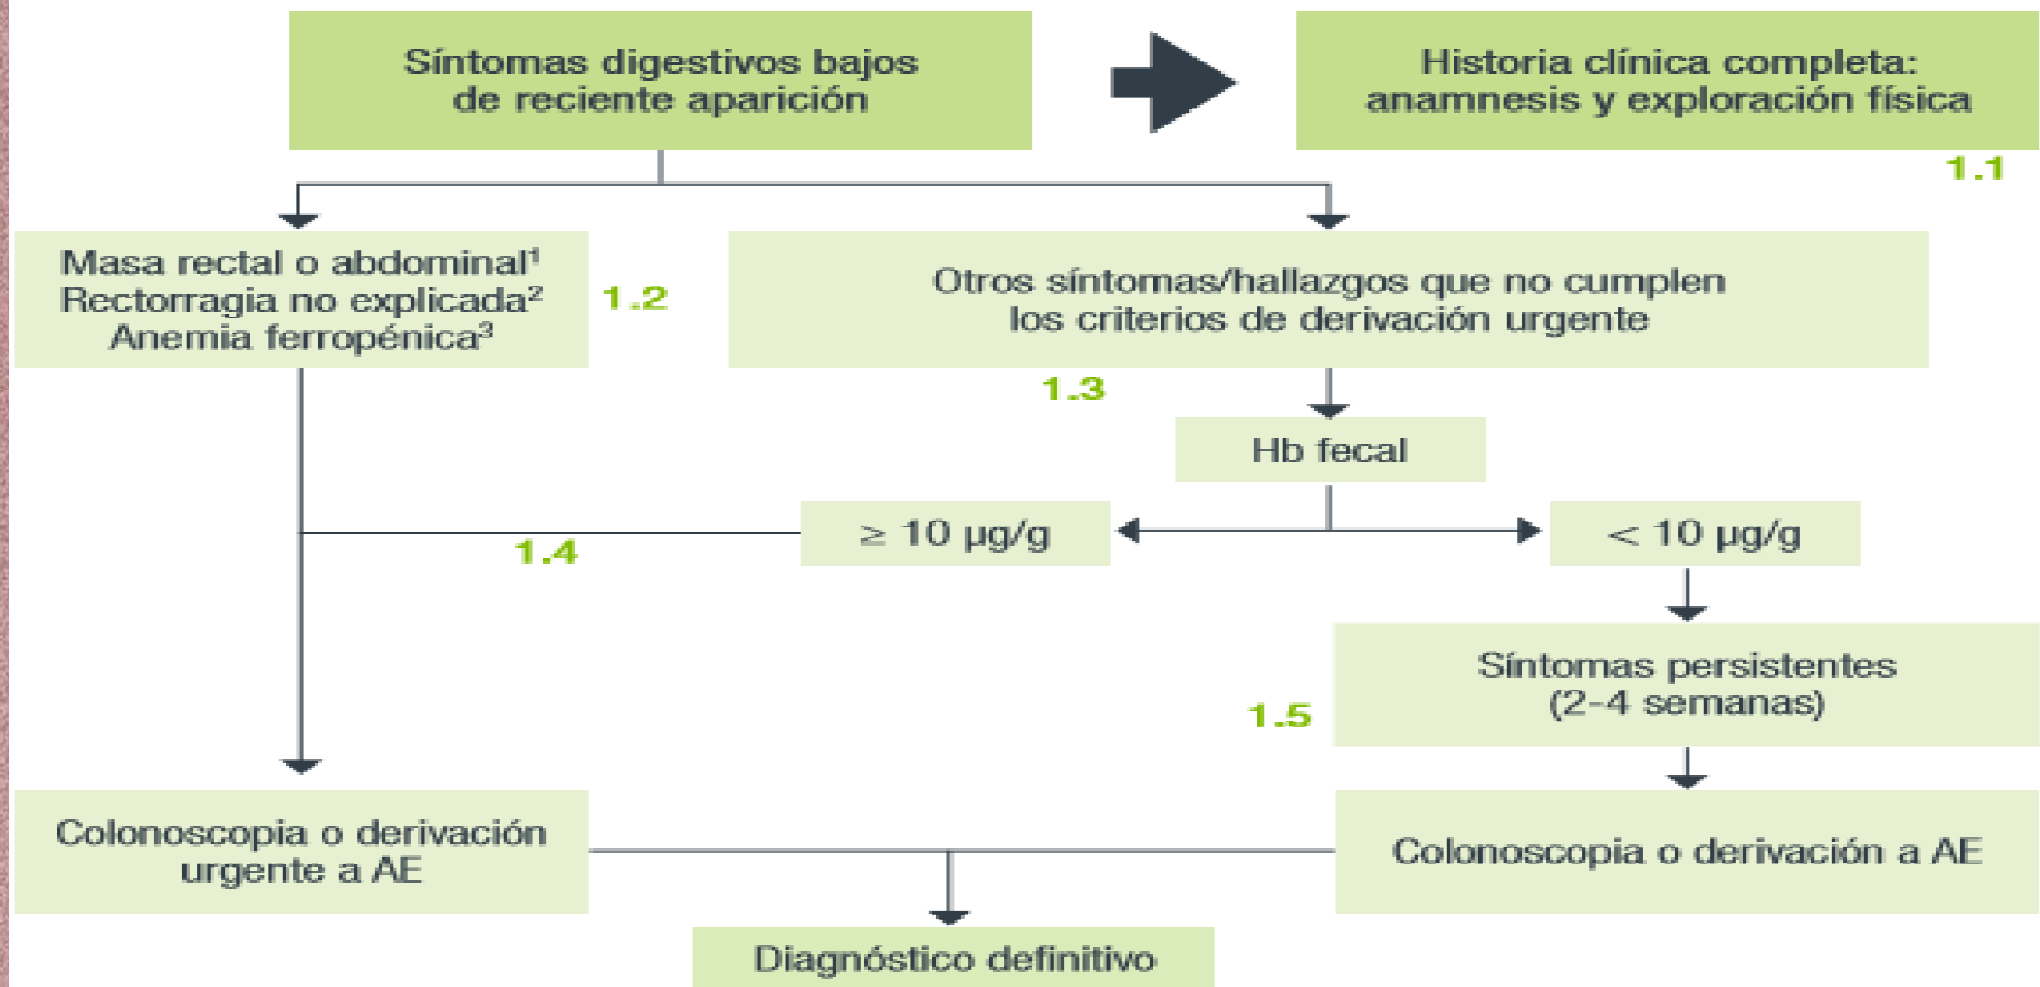 Síntomas digestivos bajos
de reciente aparición
Historia clínica completa:
anamnesis y exploración física
1.1
Masa rectal o abdominal¹
Rectorragia no explicada²
Anemia ferropénica³
1.2
Otros síntomas/hallazgos que no cumplen
los criterios de derivación urgente
1.3
Hb fecal
≥ 10 µg/g
< 10 µg/g
1.4
Síntomas persistentes
(2-4 semanas)
1.5
Colonoscopia o derivación
urgente a AE
Colonoscopia o derivación a AE
Diagnóstico definitivo